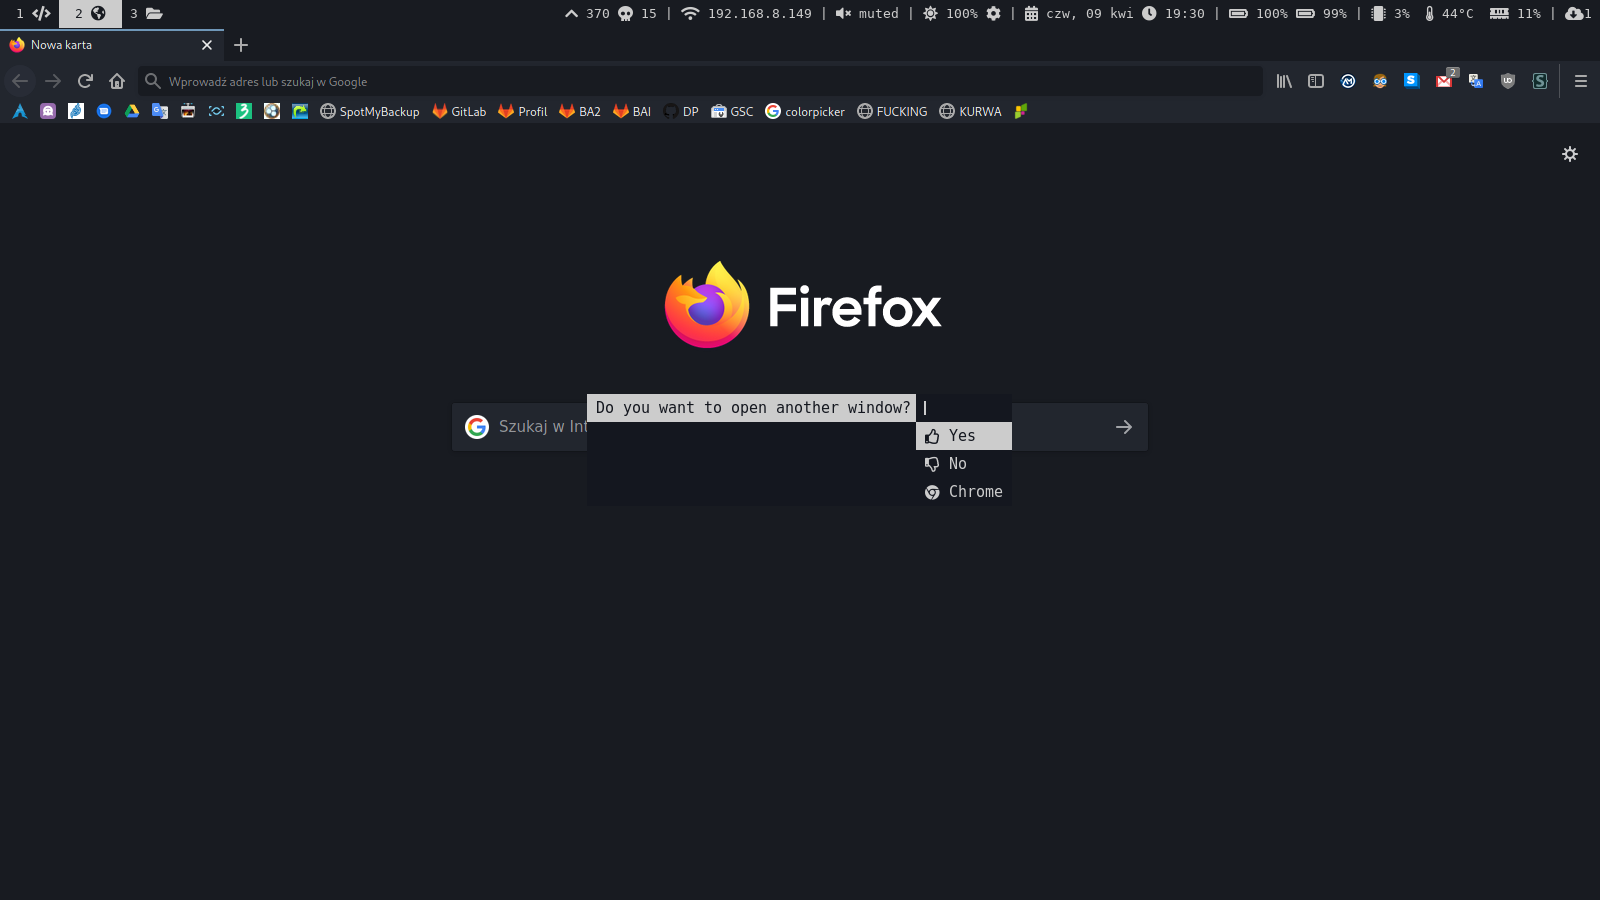 1 2 3 370 15 | 192.168.8.149 | muted | 100% | czw, 09 kwi 19:30 | 100% 99% | 3% 44°C 11% | 1
Nowa karta
Wprowadź adres lub szukaj w Google
2
SpotMyBackup GitLab Profil BA2 BAI DP GSC colorpicker FUCKING KURWA
Firefox
Do you want to open another window?
Szukaj w Int
Yes
No
Chrome